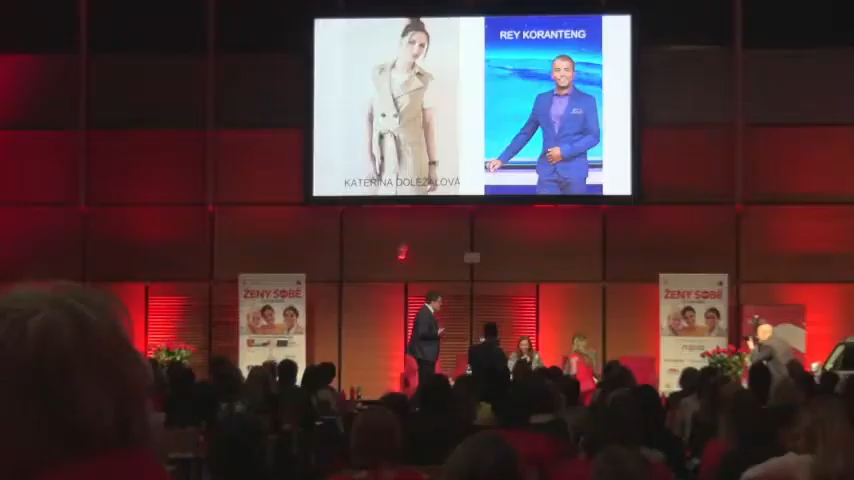 REY KORANTENG
KATEŘINA DOLEŽALOVÁ
ŽENY SOBĚ
ŽENY SOBĚ